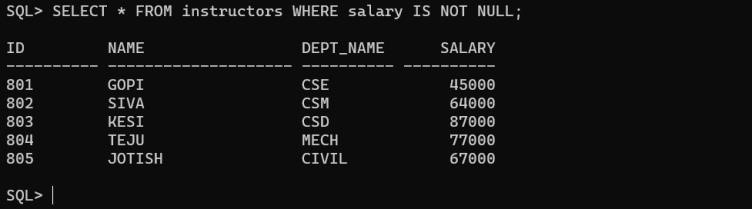 SQL> SELECT * FROM instructors WHERE salary IS NOT NULL;
ID         NAME                 DEPT_NAME      SALARY
---------- -------------------- ---------- ----------
801        GOPI                 CSE             45000
802        SIVA                 CSM             64000
803        KESI                 CSD             87000
804        TEJU                 MECH            77000
805        JOTISH               CIVIL           67000
SQL>